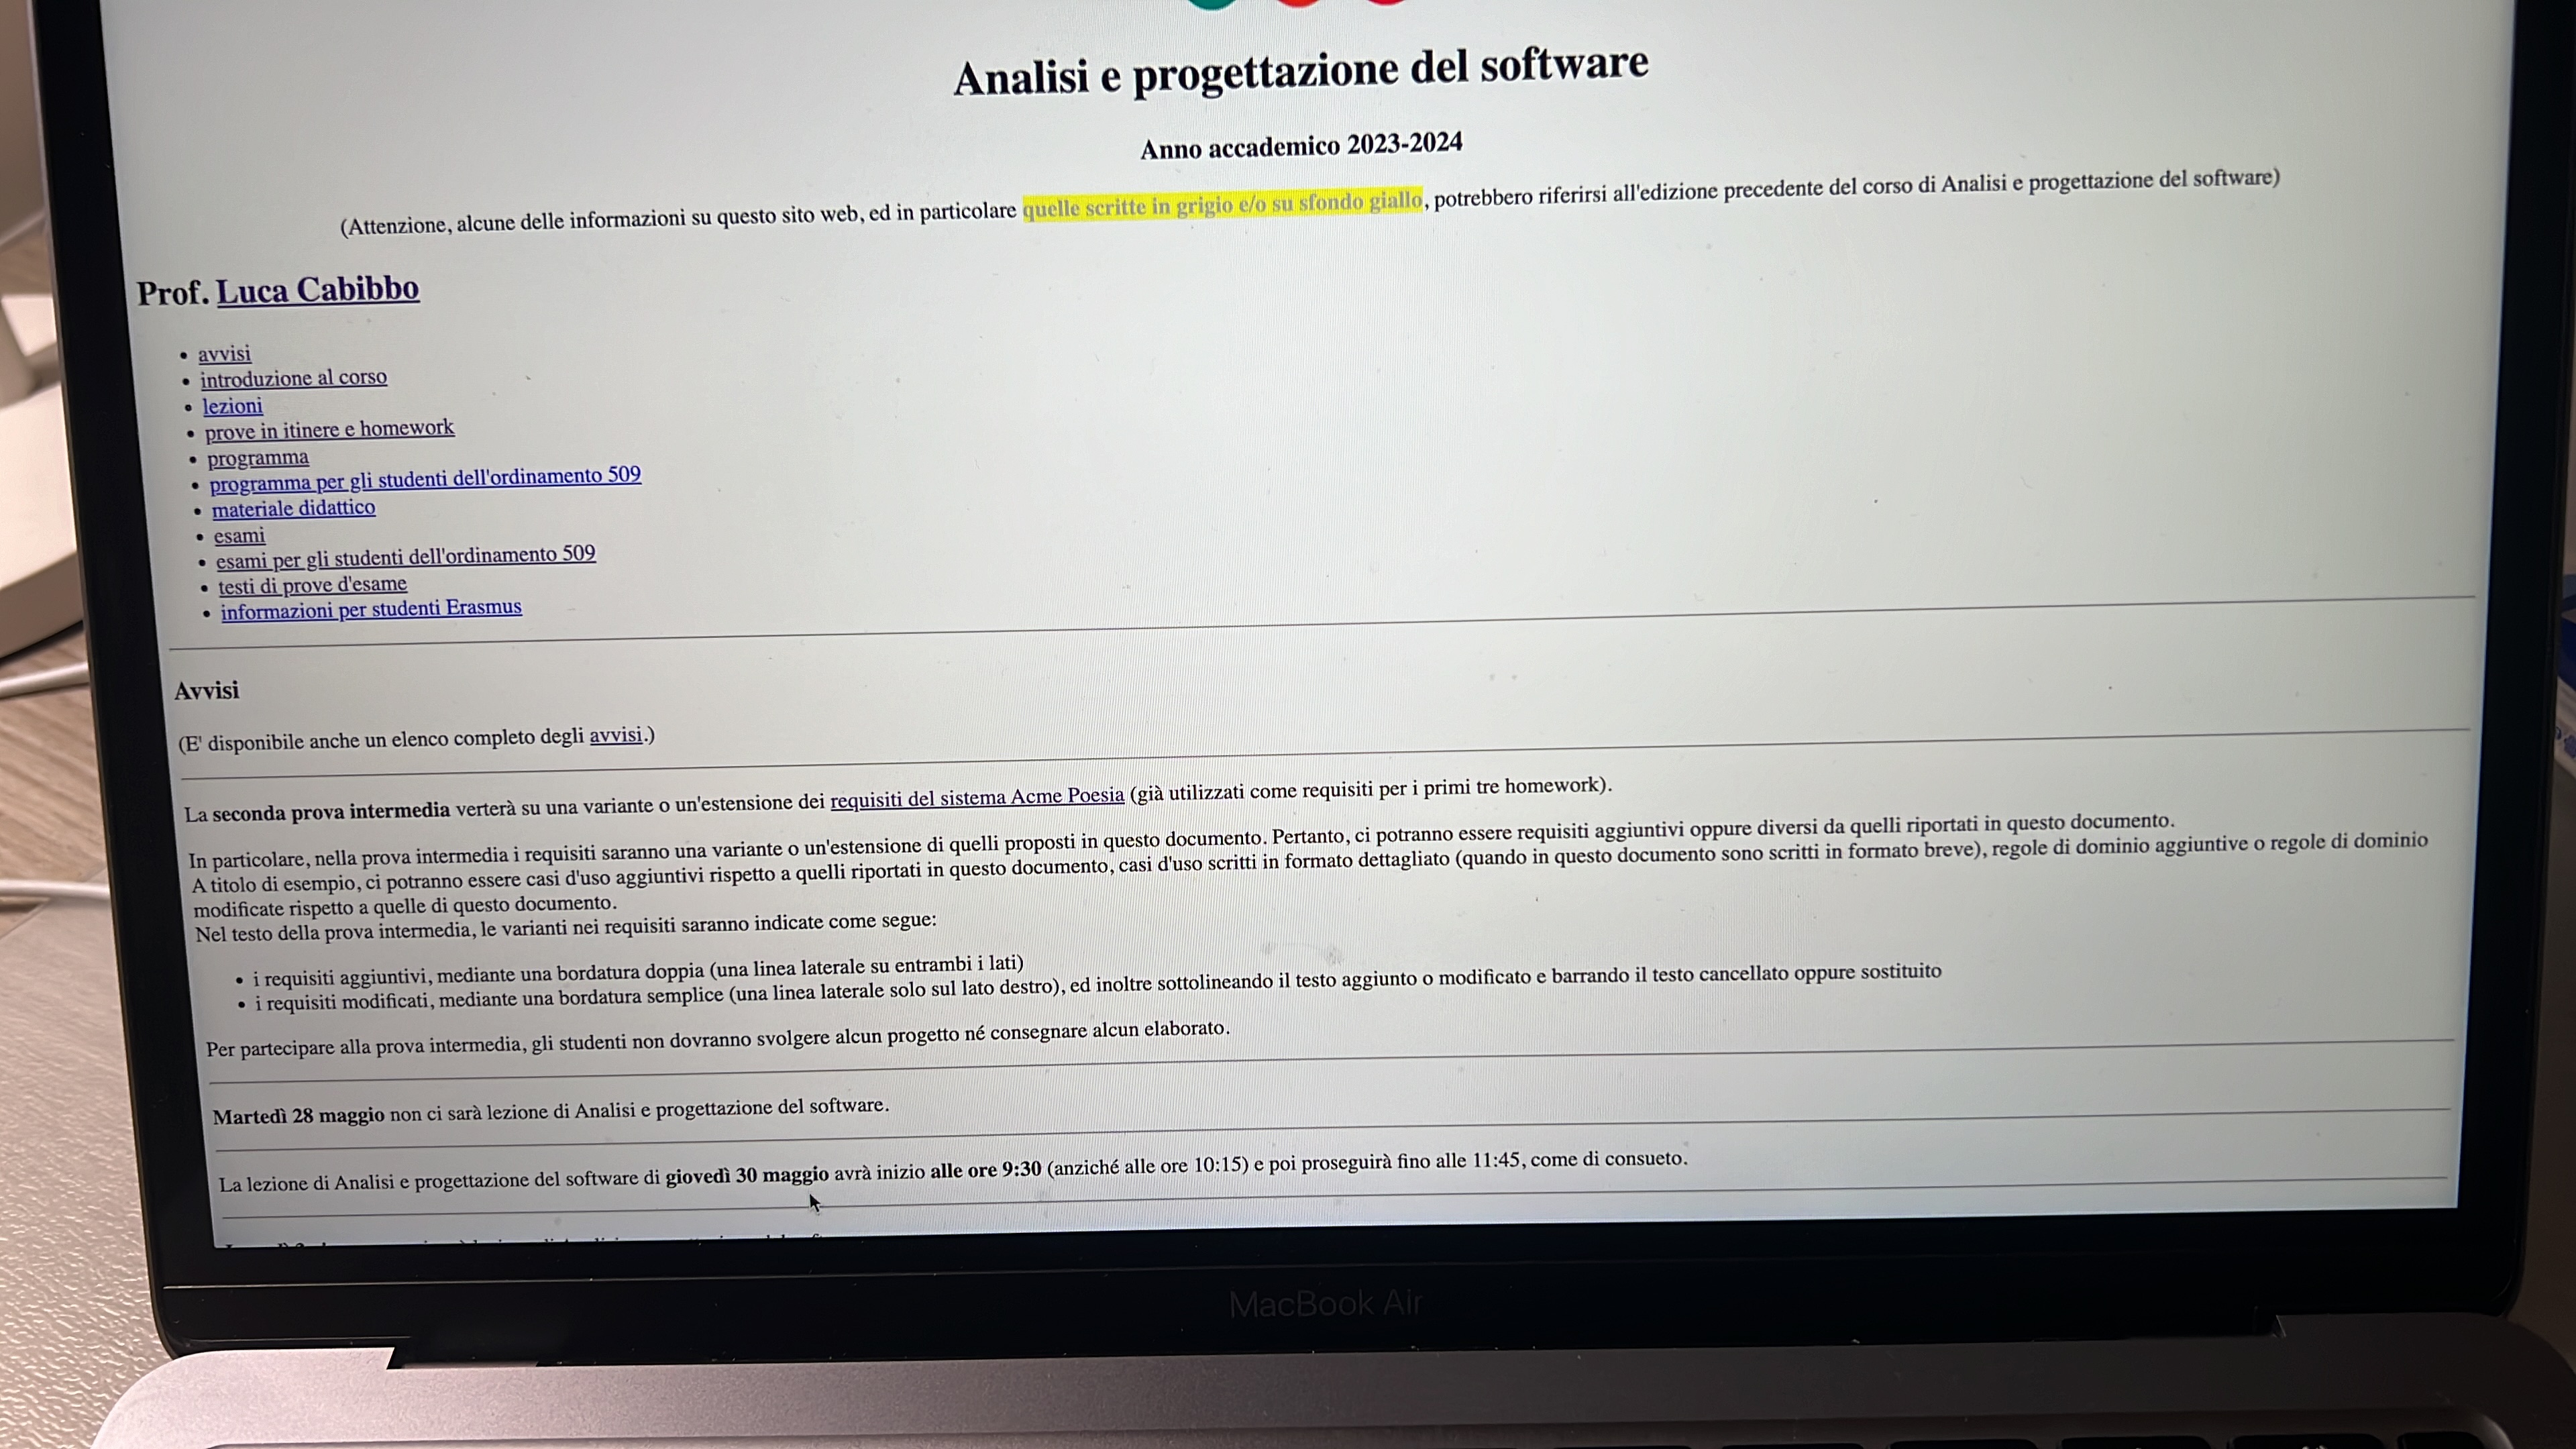 Analisi e progettazione del software
Anno accademico 2023-2024
(Attenzione, alcune delle informazioni su questo sito web, ed in particolare quelle scritte in grigio e/o su sfondo giallo, potrebbero riferirsi all'edizione precedente del corso di Analisi e progettazione del software)
Prof. Luca Cabibbo
• avvisi
• introduzione al corso
• lezioni
• prove in itinere e homework
• programma
• programma per gli studenti dell'ordinamento 509
• materiale didattico
• esami
• esami per gli studenti dell'ordinamento 509
• testi di prove d'esame
• informazioni per studenti Erasmus
Avvisi
(E' disponibile anche un elenco completo degli avvisi.)
La seconda prova intermedia verterà su una variante o un'estensione dei requisiti del sistema Acme Poesia (già utilizzati come requisiti per i primi tre homework).
In particolare, nella prova intermedia i requisiti saranno una variante o un'estensione di quelli proposti in questo documento. Pertanto, ci potranno essere requisiti aggiuntivi oppure diversi da quelli riportati in questo documento.
A titolo di esempio, ci potranno essere casi d'uso aggiuntivi rispetto a quelli riportati in questo documento, casi d'uso scritti in formato dettagliato (quando in questo documento sono scritti in formato breve), regole di dominio aggiuntive o regole di dominio
modificate rispetto a quelle di questo documento.
Nel testo della prova intermedia, le varianti nei requisiti saranno indicate come segue:
• i requisiti aggiuntivi, mediante una bordatura doppia (una linea laterale su entrambi i lati)
• i requisiti modificati, mediante una bordatura semplice (una linea laterale solo sul lato destro), ed inoltre sottolineando il testo aggiunto o modificato e barrando il testo cancellato oppure sostituito
Per partecipare alla prova intermedia, gli studenti non dovranno svolgere alcun progetto né consegnare alcun elaborato.
Martedì 28 maggio non ci sarà lezione di Analisi e progettazione del software.
La lezione di Analisi e progettazione del software di giovedì 30 maggio avrà inizio alle ore 9:30 (anziché alle ore 10:15) e poi proseguirà fino alle 11:45, come di consueto.
MacBook Air